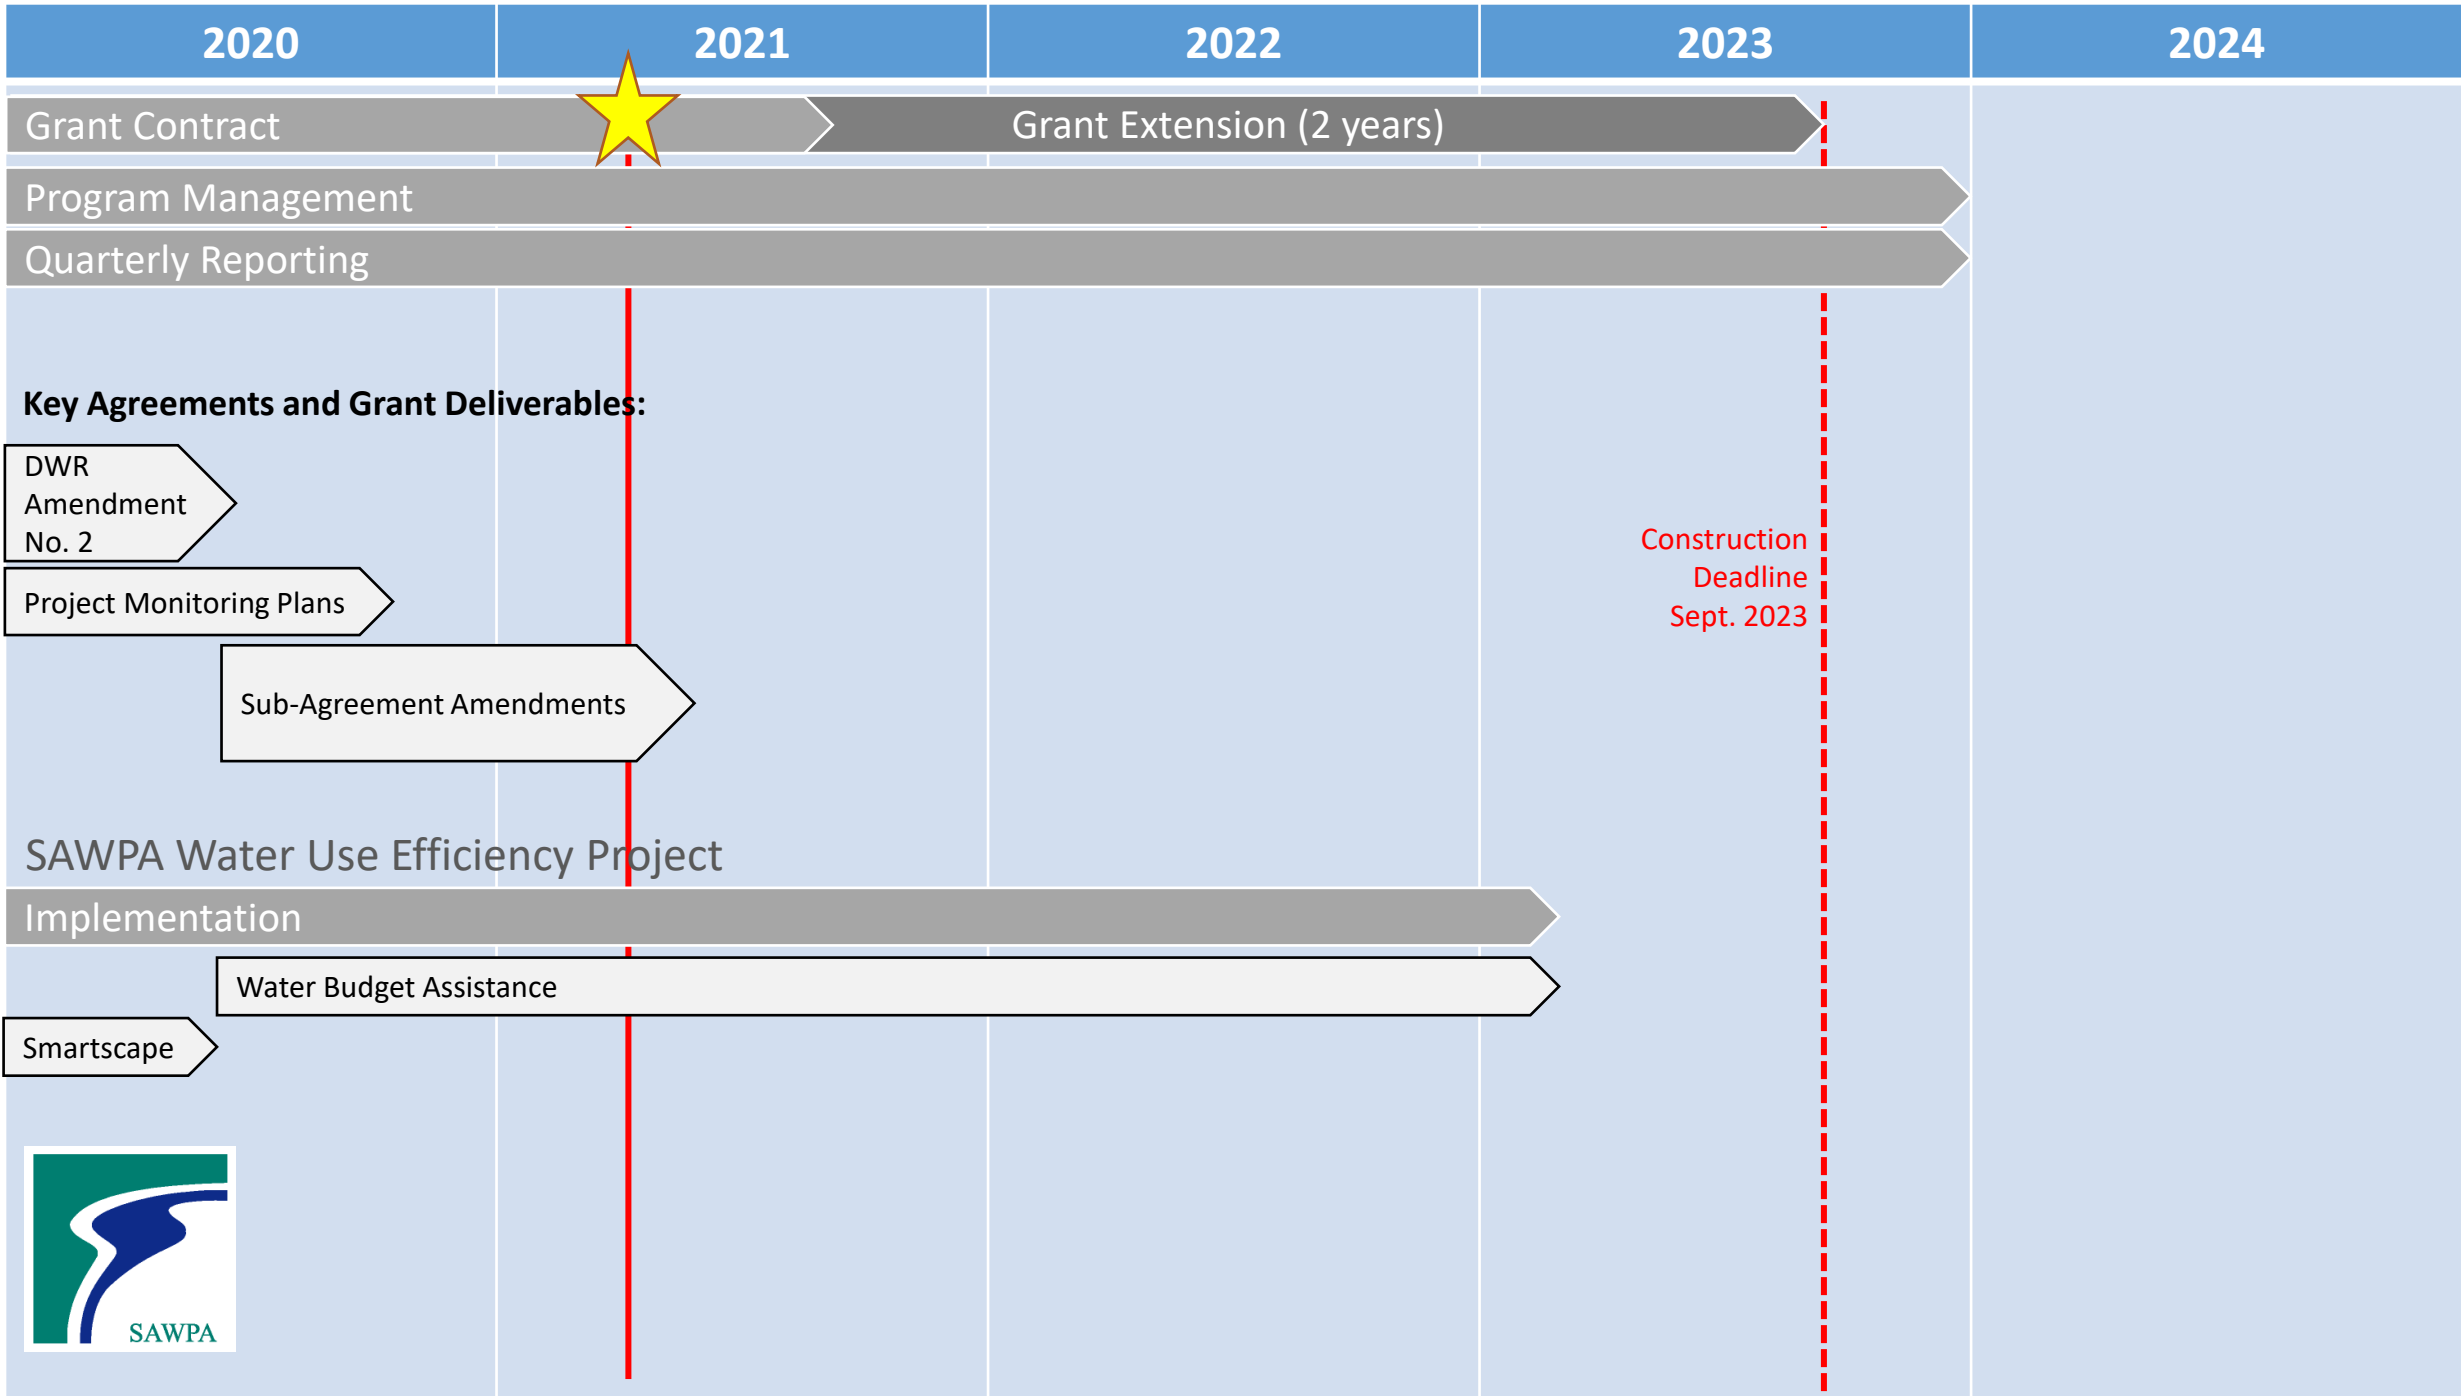 2020 2021 2022 2023 2024
Grant Contract
Grant Extension (2 years)
Program Management
Quarterly Reporting
Key Agreements and Grant Deliverables:
DWR
Amendment
No. 2
Project Monitoring Plans
Construction
Deadline
Sept. 2023
Sub-Agreement Amendments
SAWPA Water Use Efficiency Project
Implementation
Water Budget Assistance
Smartscape
SAWPA